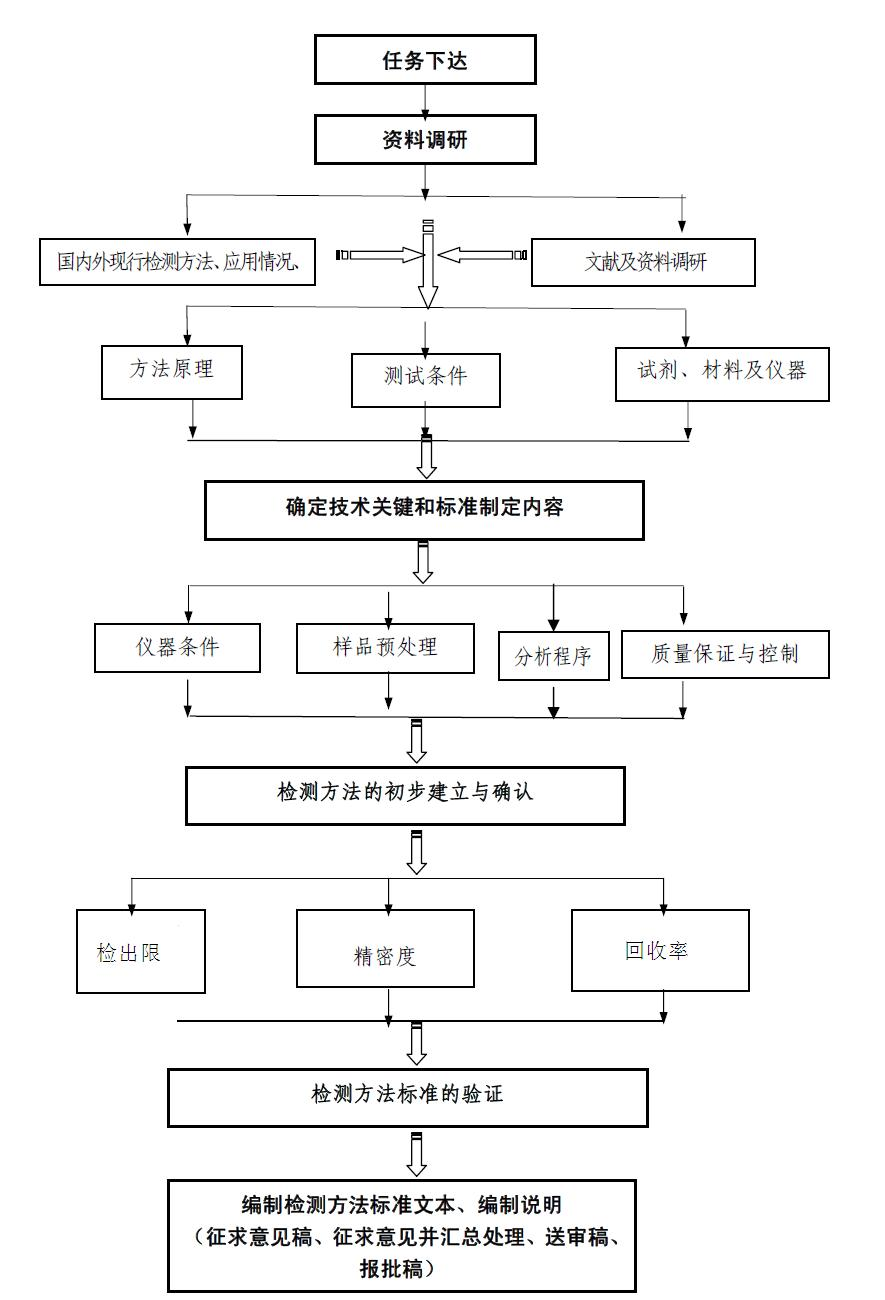 任务下达
资料调研
国内外现行检测方法、应用情况、
文献及资料调研
方法原理
测试条件
试剂、材料及仪器
确定技术关键和标准制定内容
仪器条件
样品预处理
分析程序
质量保证与控制
检测方法的初步建立与确认
检出限
精密度
回收率
检测方法标准的验证
编制检测方法标准文本、编制说明
（征求意见稿、征求意见并汇总处理、送审稿、
报批稿）